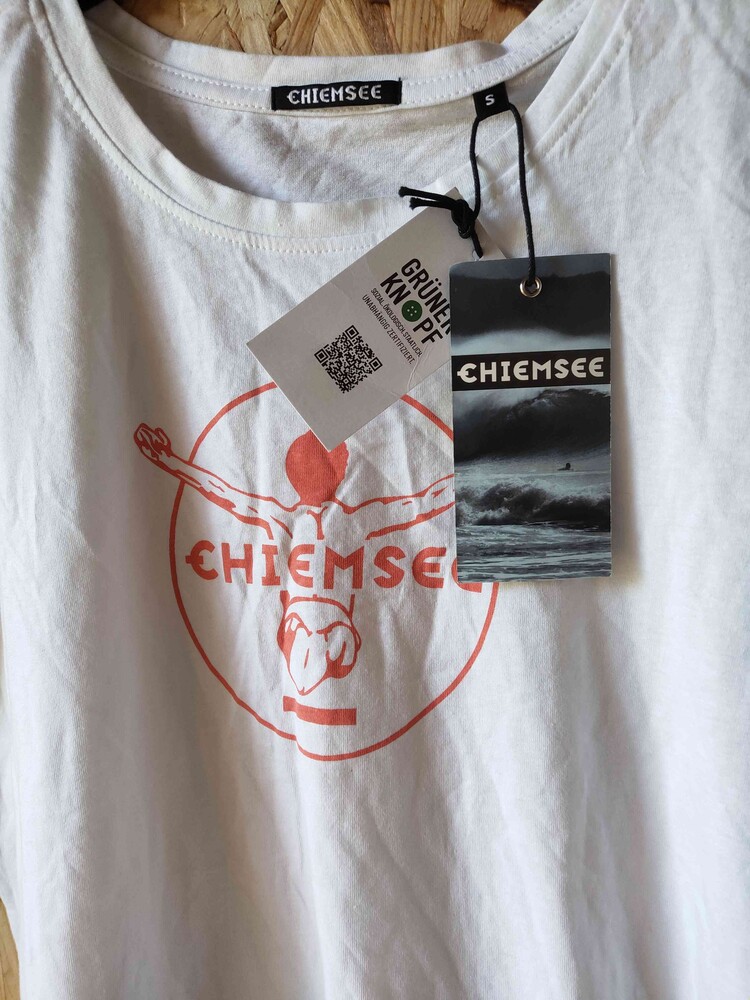 CHIEMSEE
S
GRÜNER
KNOPF
SOZIAL. ÖKOLOGISCH. STAATLICH.
UNABHÄNGIG ZERTIFIZIERT.
CHIEMSEE
CHIEMSEE